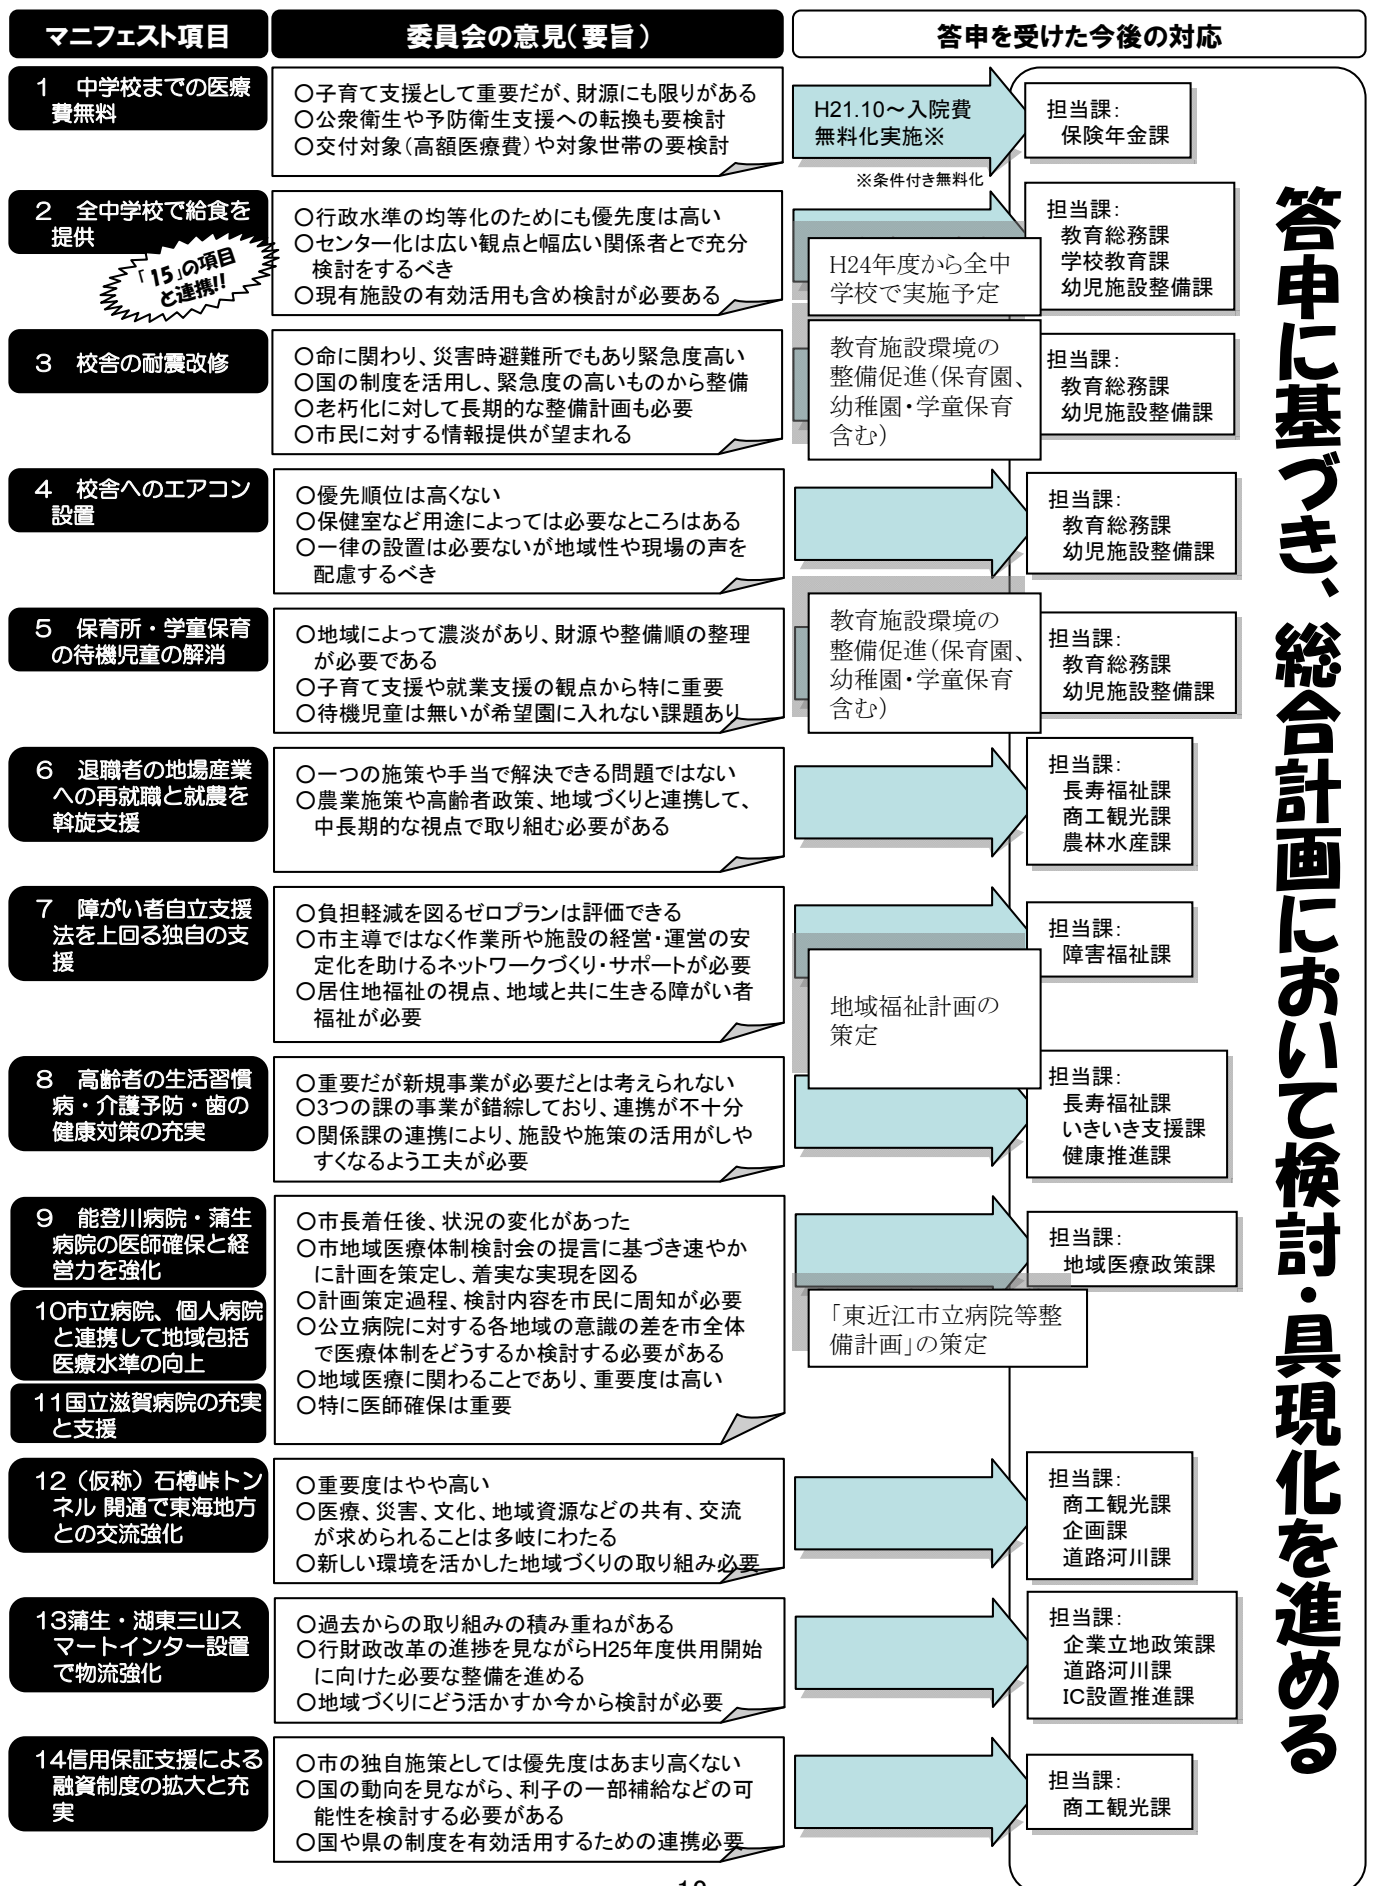 マニフェスト項目
委員会の意見（要旨）
答申を受けた今後の対応
1　中学校までの医療
費無料
○子育て支援として重要だが、財源にも限りがある
○公衆衛生や予防衛生支援への転換も要検討
○交付対象（高額医療費）や対象世帯の要検討
H21.10～入院費
無料化実施※
※条件付き無料化
担当課：
保険年金課
2　全中学校で給食を
提供
「15」の項目
と連携!!
○行政水準の均等化のためにも優先度は高い
○センター化は広い観点と幅広い関係者とで充分
検討をするべき
○現有施設の有効活用も含め検討が必要ある
H24年度から全中
学校で実施予定
担当課：
教育総務課
学校教育課
幼児施設整備課
3　校舎の耐震改修
○命に関わり、災害時避難所でもあり緊急度高い
○国の制度を活用し、緊急度の高いものから整備
○老朽化に対して長期的な整備計画も必要
○市民に対する情報提供が望まれる
教育施設環境の
整備促進（保育園、
幼稚園・学童保育
含む）
担当課：
教育総務課
幼児施設整備課
4　校舎へのエアコン
設置
○優先順位は高くない
○保健室など用途によっては必要なところはある
○一律の設置は必要ないが地域性や現場の声を
配慮するべき
担当課：
教育総務課
幼児施設整備課
5　保育所・学童保育
の待機児童の解消
○地域によって濃淡があり、財源や整備順の整理
が必要である
○子育て支援や就業支援の観点から特に重要
○待機児童は無いが希望園に入れない課題あり
教育施設環境の
整備促進（保育園、
幼稚園・学童保育
含む）
担当課：
教育総務課
幼児施設整備課
6　退職者の地場産業
への再就職と就農を
斡旋支援
○一つの施策や手当で解決できる問題ではない
○農業施策や高齢者政策、地域づくりと連携して、
中長期的な視点で取り組む必要がある
担当課：
長寿福祉課
商工観光課
農林水産課
7　障がい者自立支援
法を上回る独自の支
援
○負担軽減を図るゼロプランは評価できる
○市主導ではなく作業所や施設の経営・運営の安
定化を助けるネットワークづくり・サポートが必要
○居住地福祉の視点、地域と共に生きる障がい者
福祉が必要
地域福祉計画の
策定
担当課：
障害福祉課
8　高齢者の生活習慣
病・介護予防・歯の
健康対策の充実
○重要だが新規事業が必要だとは考えられない
○3つの課の事業が錯綜しており、連携が不十分
○関係課の連携により、施設や施策の活用がしや
すくなるよう工夫が必要
担当課：
長寿福祉課
いきいき支援課
健康推進課
9　能登川病院・蒲生
病院の医師確保と経
営力を強化
10市立病院、個人病院
と連携して地域包括
医療水準の向上
11国立滋賀病院の充実
と支援
○市長着任後、状況の変化があった
○市地域医療体制検討会の提言に基づき速やか
に計画を策定し、着実な実現を図る
○計画策定過程、検討内容を市民に周知が必要
○公立病院に対する各地域の意識の差を市全体
で医療体制をどうするか検討する必要がある
○地域医療に関わることであり、重要度は高い
○特に医師確保は重要
「東近江市立病院等整
備計画」の策定
担当課：
地域医療政策課
12（仮称）石榑峠トン
ネル 開通で東海地方
との交流強化
○重要度はやや高い
○医療、災害、文化、地域資源などの共有、交流
が求められることは多岐にわたる
○新しい環境を活かした地域づくりの取り組み必要
担当課：
商工観光課
企画課
道路河川課
13蒲生・湖東三山ス
マートインター設置
で物流強化
○過去からの取り組みの積み重ねがある
○行財政改革の進捗を見ながらH25年度供用開始
に向けた必要な整備を進める
○地域づくりにどう活かすか今から検討が必要
担当課：
企業立地政策課
道路河川課
IC設置推進課
14信用保証支援による
融資制度の拡大と充
実
○市の独自施策としては優先度はあまり高くない
○国の動向を見ながら、利子の一部補給などの可
能性を検討する必要がある
○国や県の制度を有効活用するための連携必要
担当課：
商工観光課
答申に基づき、総合計画において検討・具現化を進める